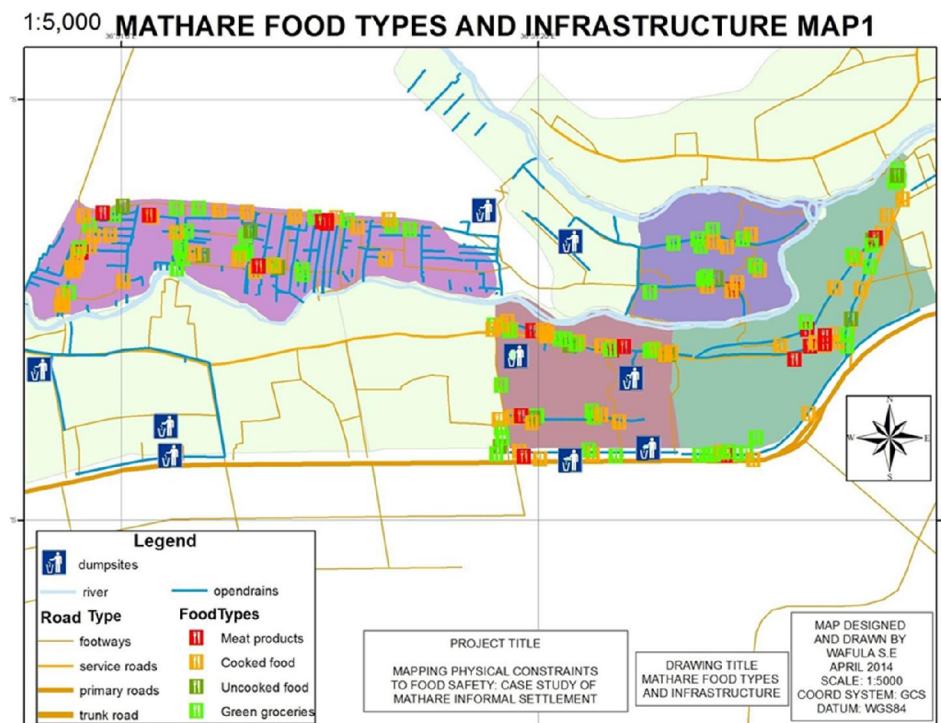 1:5,000 MATHARE FOOD TYPES AND INFRASTRUCTURE MAP1
N
W E
S
Legend
dumpsites
river
opendrains
Road Type
footways
service roads
primary roads
trunk road
FoodTypes
Meat products
Cooked food
Uncooked food
Green groceries
PROJECT TITLE
MAPPING PHYSICAL CONSTRAINTS
TO FOOD SAFETY: CASE STUDY OF
MATHARE INFORMAL SETTLEMENT
DRAWING TITLE
MATHARE FOOD TYPES
AND INFRASTRUCTURE
MAP DESIGNED
AND DRAWN BY
WAFULA S.E
APRIL 2014
SCALE: 1:5000
COORD SYSTEM: GCS
DATUM: WGS84